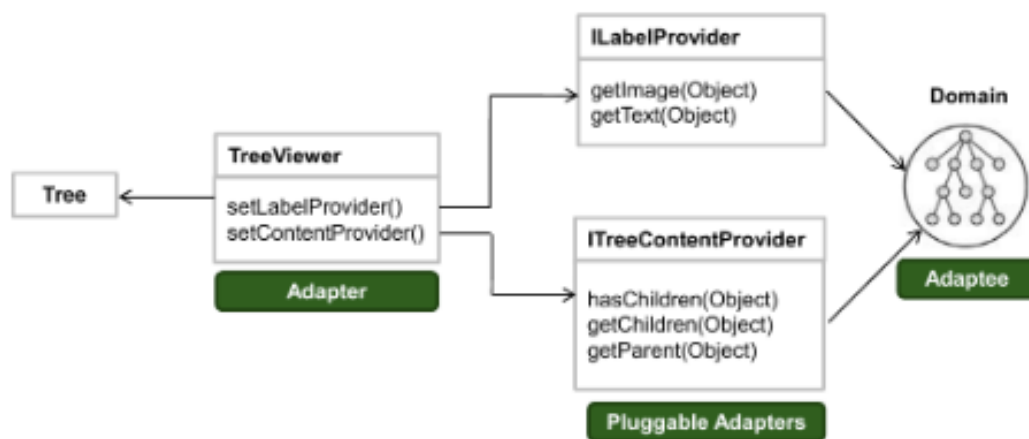 Tree
TreeViewer
setLabelProvider()
setContentProvider()
Adapter
ILabelProvider
getImage(Object)
getText(Object)
ITreeContentProvider
hasChildren(Object)
getChildren(Object)
getParent(Object)
Pluggable Adapters
Domain
Adaptee